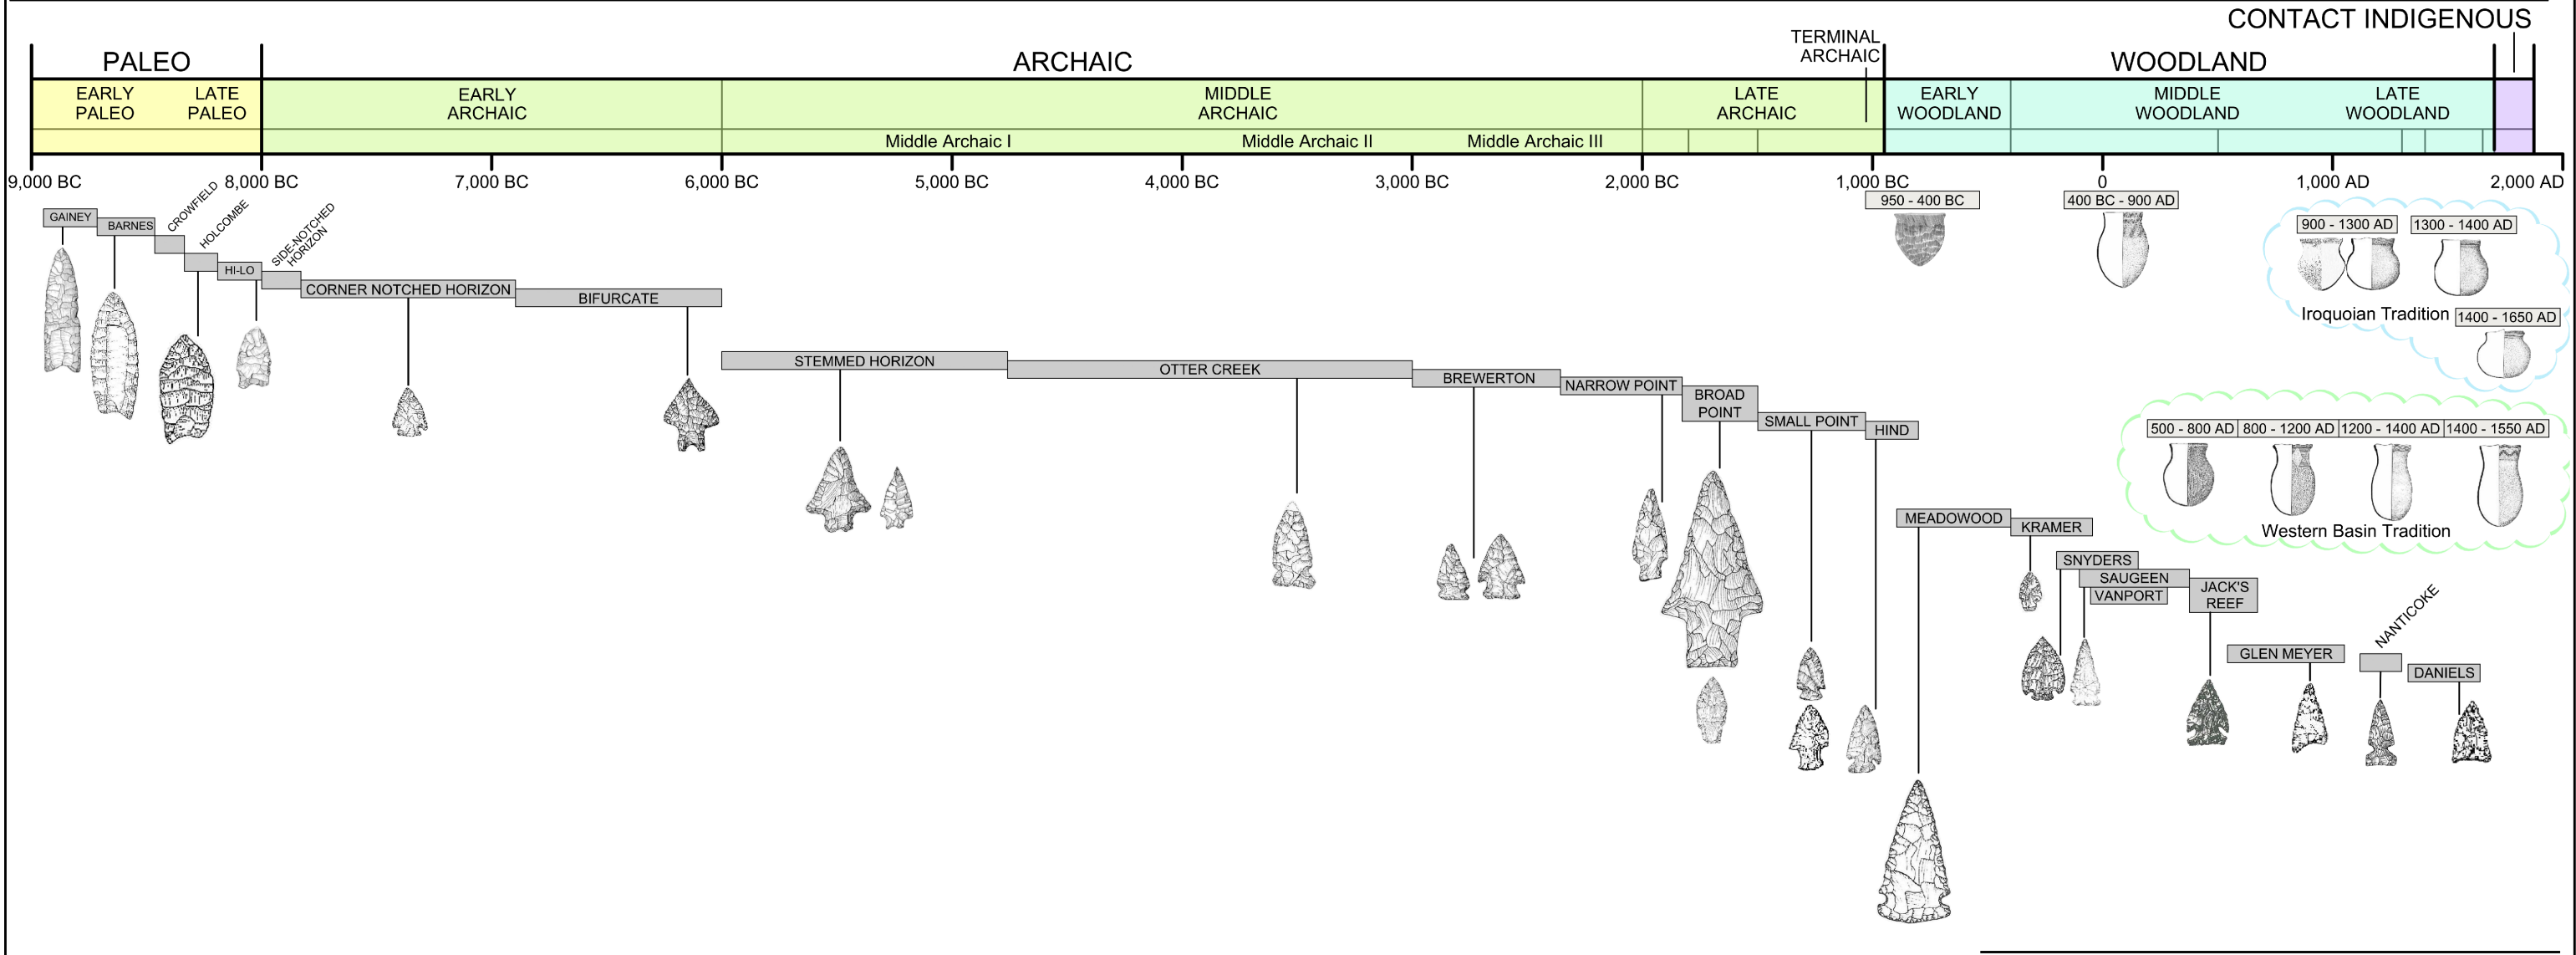 CONTACT INDIGENOUS
TERMINAL
ARCHAIC
PALEO
ARCHAIC
WOODLAND
EARLY
PALEO
LATE
PALEO
EARLY
ARCHAIC
MIDDLE
ARCHAIC
LATE
ARCHAIC
EARLY
WOODLAND
MIDDLE
WOODLAND
LATE
WOODLAND
Middle Archaic I
Middle Archaic II
Middle Archaic III
9,000 BC
8,000 BC
7,000 BC
6,000 BC
5,000 BC
4,000 BC
3,000 BC
2,000 BC
1,000 BC
0
1,000 AD
2,000 AD
GAINEY
BARNES
CROWFIELD
HOLCOMBE
HI-LO
SIDE-NOTCHED
HORIZON
CORNER NOTCHED HORIZON
BIFURCATE
STEMMED HORIZON
OTTER CREEK
BREWERTON
NARROW POINT
BROAD
POINT
SMALL POINT
HIND
950 - 400 BC
400 BC - 900 AD
900 - 1300 AD
1300 - 1400 AD
Iroquoian Tradition
1400 - 1650 AD
500 - 800 AD
800 - 1200 AD
1200 - 1400 AD
1400 - 1550 AD
Western Basin Tradition
MEADOWOOD
KRAMER
SNYDERS
SAUGEEN
VANPORT
JACK'S
REEF
GLEN MEYER
NANTICOKE
DANIELS